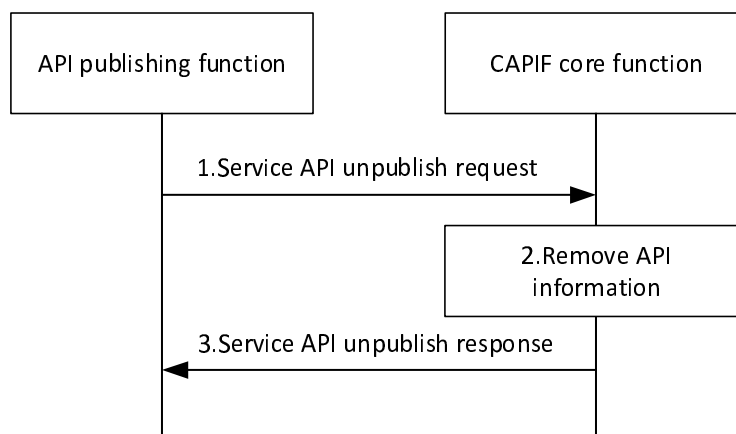 API publishing function
CAPIF core function
1.Service API unpublish request
2.Remove API
information
3.Service API unpublish response